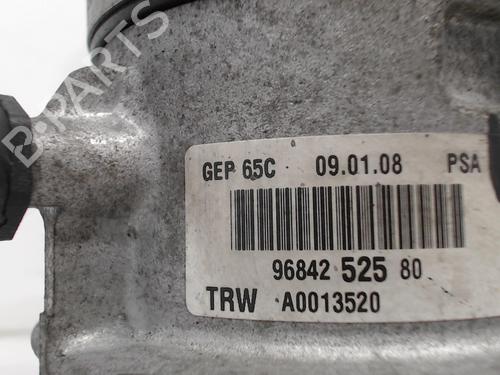 B-PARTS
GEP 65C 09.01.08 PSA
96842 525 80
TRW A0013520